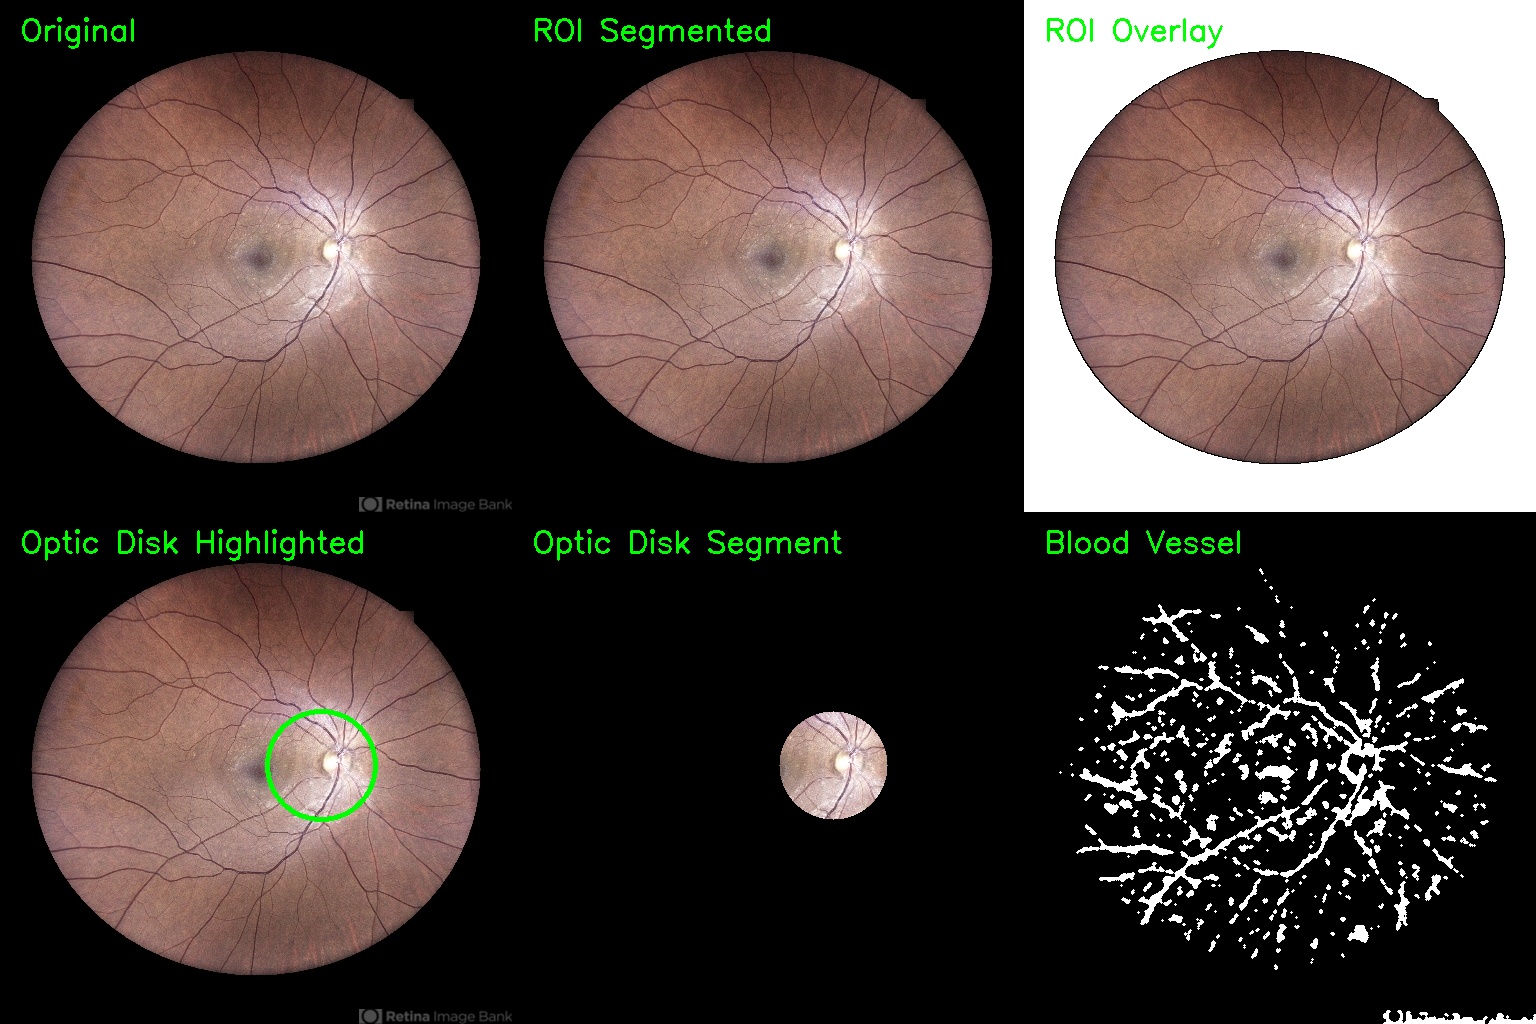 Original
ROI Segmented
ROI Overlay
Retina Image Bank
Optic Disk Highlighted
Optic Disk Segment
Blood Vessel
Retina Image Bank